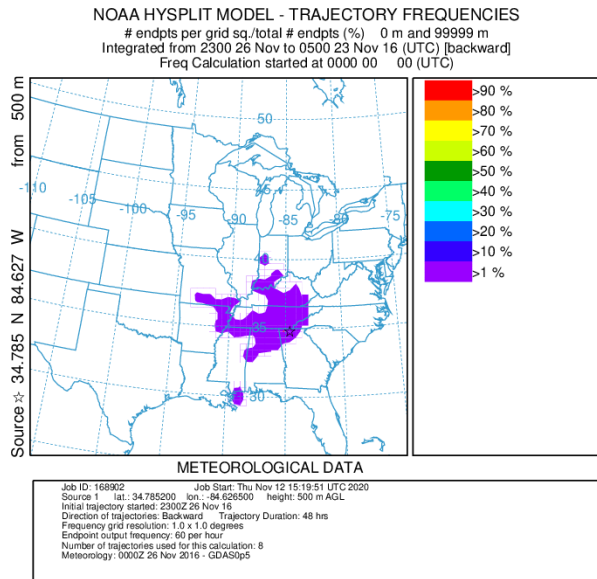 NOAA HYSPLIT MODEL - TRAJECTORY FREQUENCIES
# endpts per grid sq./total # endpts (%) 0 m and 99999 m
Integrated from 2300 26 Nov to 0500 23 Nov 16 (UTC) [backward]
Freq Calculation started at 0000 00 00 (UTC)
Source ☆ 34.785 N 84.627 W from 500 m
50
-110
-105
-100
-95
-90
45
-85
-80
-75
35
30
>90 %
>80 %
>70 %
>60 %
>50 %
>40 %
>30 %
>20 %
>10 %
>1 %
METEOROLOGICAL DATA
Job ID: 168902 Job Start: Thu Nov 12 15:19:51 UTC 2020
Source 1 lat.: 34.785200 lon.: -84.626500 height: 500 m AGL
Initial trajectory started: 2300Z 26 Nov 16
Direction of trajectories: Backward Trajectory Duration: 48 hrs
Frequency grid resolution: 1.0 x 1.0 degrees
Endpoint output frequency: 60 per hour
Number of trajectories used for this calculation: 8
Meteorology: 0000Z 26 Nov 2016 - GDAS0p5